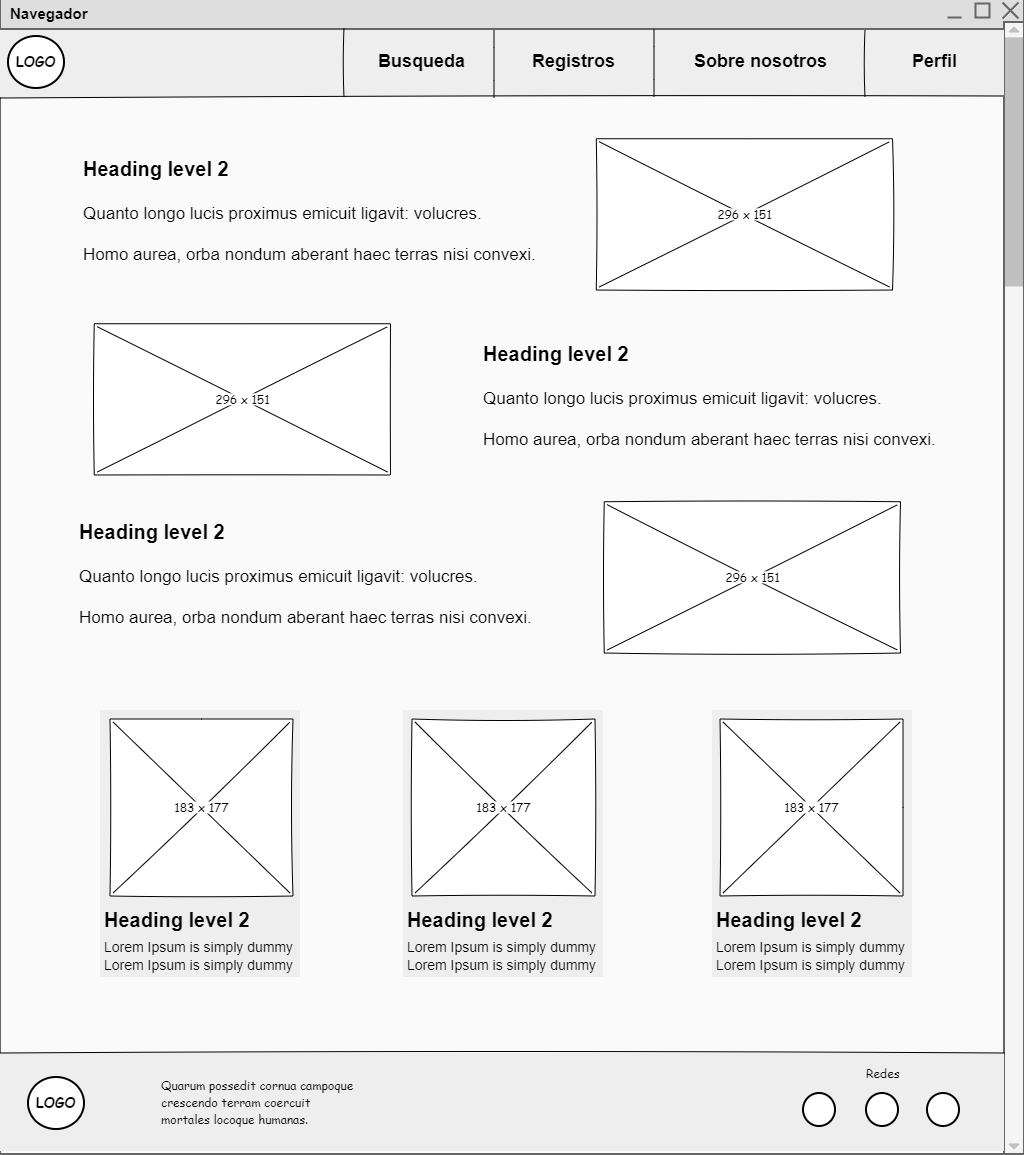 Navegador
LOGO
Busqueda
Registros
Sobre nosotros
Perfil
Heading level 2
Quanto longo lucis proximus emicuit ligavit: volucres.
Homo aurea, orba nondum aberant haec terras nisi convexi.
296 x 151
296 x 151
Heading level 2
Quanto longo lucis proximus emicuit ligavit: volucres.
Homo aurea, orba nondum aberant haec terras nisi convexi.
Heading level 2
Quanto longo lucis proximus emicuit ligavit: volucres.
Homo aurea, orba nondum aberant haec terras nisi convexi.
296 x 151
183 x 177
Heading level 2
Lorem Ipsum is simply dummy
Lorem Ipsum is simply dummy
183 x 177
Heading level 2
Lorem Ipsum is simply dummy
Lorem Ipsum is simply dummy
183 x 177
Heading level 2
Lorem Ipsum is simply dummy
Lorem Ipsum is simply dummy
LOGO
Quarum possedit cornua campoque
crescendo terram coercuit
mortales locoque humanas.
Redes